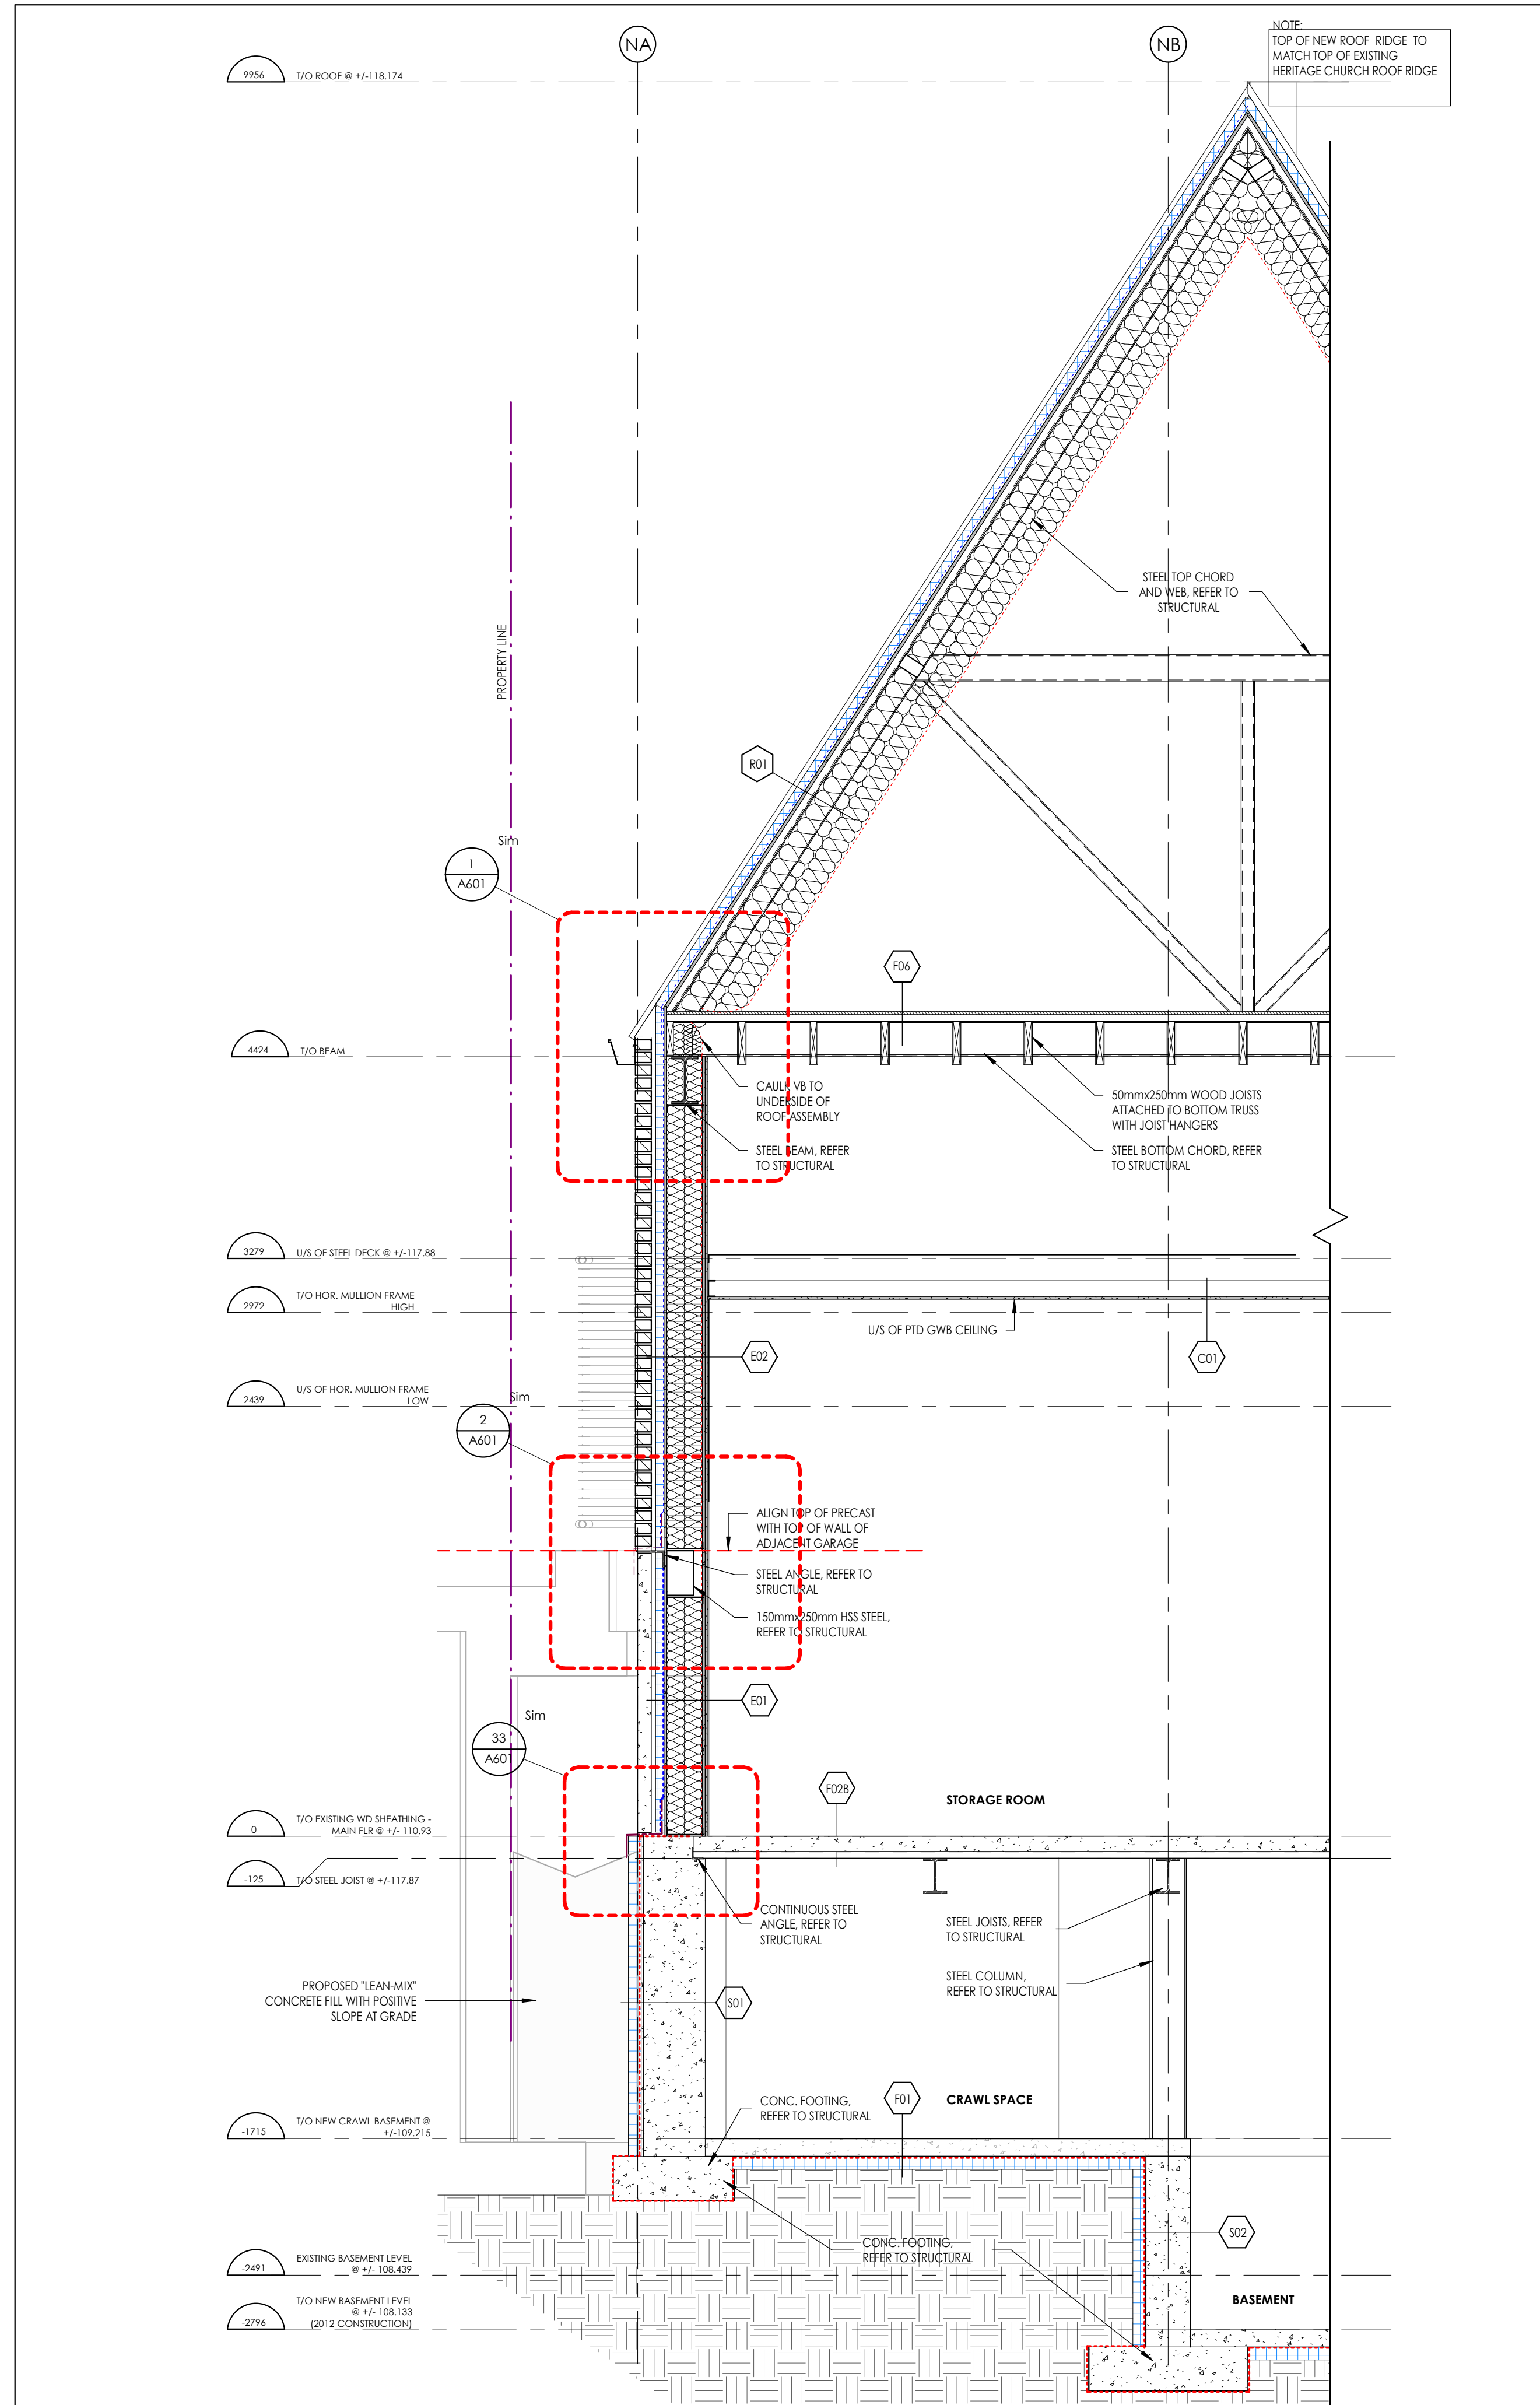 NA
NB
NOTE:
TOP OF NEW ROOF RIDGE TO
MATCH TOP OF EXISTING
HERITAGE CHURCH ROOF RIDGE
9956
T/O ROOF @ +/-118.174
PROPERTY LINE
STEEL TOP CHORD
AND WEB, REFER TO
STRUCTURAL
R01
Sim
1
A601
F06
4424
T/O BEAM
CAULK VB TO
UNDERSIDE OF
ROOF ASSEMBLY
STEEL BEAM, REFER
TO STRUCTURAL
50mmx250mm WOOD JOISTS
ATTACHED TO BOTTOM TRUSS
WITH JOIST HANGERS
STEEL BOTTOM CHORD, REFER
TO STRUCTURAL
3279
U/S OF STEEL DECK @ +/-117.88
2972
T/O HOR. MULLION FRAME
HIGH
U/S OF PTD GWB CEILING
E02
C01
2439
U/S OF HOR. MULLION FRAME
LOW
Sim
2
A601
ALIGN TOP OF PRECAST
WITH TOP OF WALL OF
ADJACENT GARAGE
STEEL ANGLE, REFER TO
STRUCTURAL
150mmx250mm HSS STEEL,
REFER TO STRUCTURAL
E01
Sim
33
A601
F02B
STORAGE ROOM
0
T/O EXISTING WD SHEATHING -
MAIN FLR @ +/- 110.93
-125
T/O STEEL JOIST @ +/-117.87
CONTINUOUS STEEL
ANGLE, REFER TO
STRUCTURAL
STEEL JOISTS, REFER
TO STRUCTURAL
STEEL COLUMN,
REFER TO STRUCTURAL
PROPOSED "LEAN-MIX"
CONCRETE FILL WITH POSITIVE
SLOPE AT GRADE
S01
CONC. FOOTING,
REFER TO STRUCTURAL
F01
CRAWL SPACE
-1715
T/O NEW CRAWL BASEMENT @
+/-109.215
S02
CONC. FOOTING,
REFER TO STRUCTURAL
-2491
EXISTING BASEMENT LEVEL
@ +/- 108.439
BASEMENT
-2796
T/O NEW BASEMENT LEVEL
@ +/- 108.133
(2012 CONSTRUCTION)